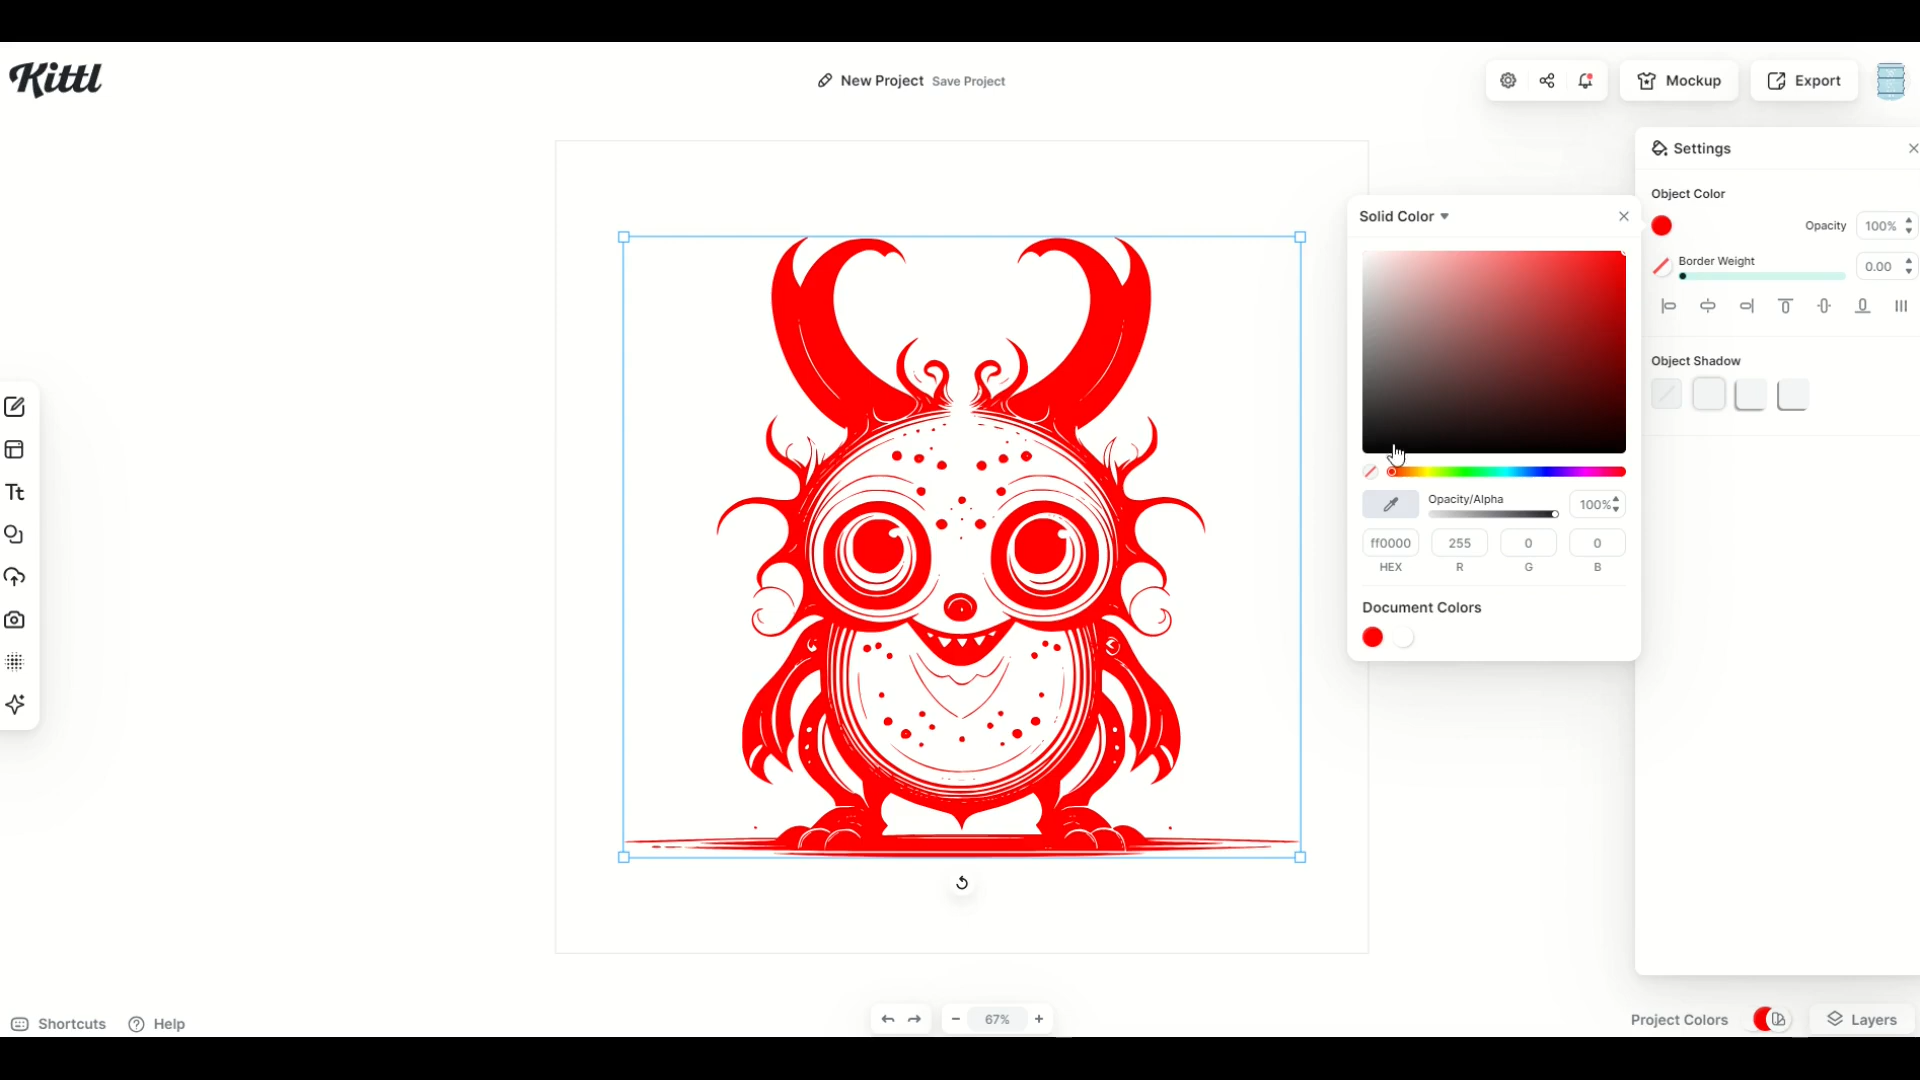 Kittl
New Project Save Project
Mockup
Export
Settings
Object Color
Opacity 100%
Border Weight 0.00
Object Shadow
Solid Color
Opacity/Alpha
100%
ff0000 255 0 0
HEX R G B
Document Colors
Tt
Shortcuts
Help
67%
Project Colors
Layers